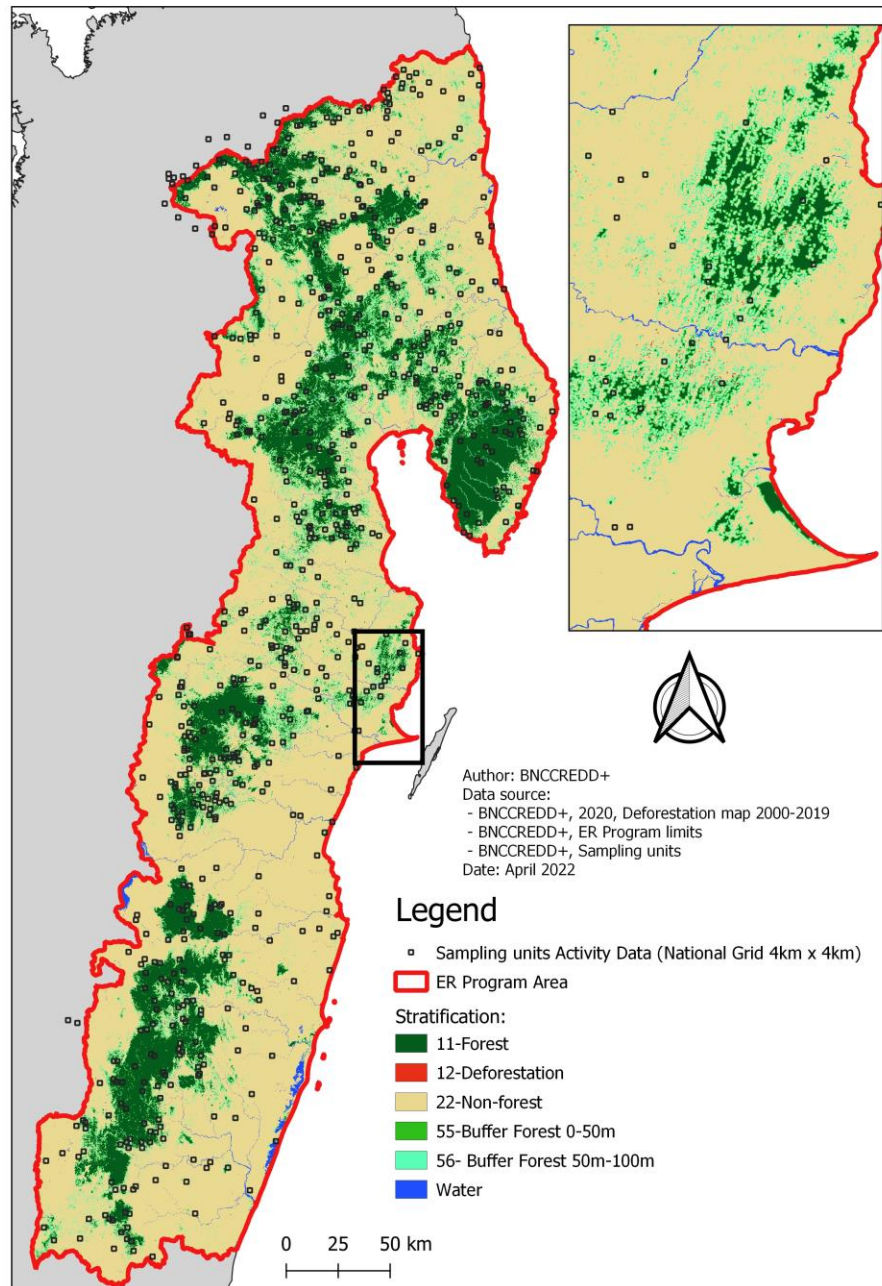 Author: BNCCREDD+
Data source:
- BNCCREDD+, 2020, Deforestation map 2000-2019
- BNCCREDD+, ER Program limits
- BNCCREDD+, Sampling units
Date: April 2022
Legend
Sampling units Activity Data (National Grid 4km x 4km)
ER Program Area
Stratification:
11-Forest
12-Deforestation
22-Non-forest
55-Buffer Forest 0-50m
56- Buffer Forest 50m-100m
Water
0 25 50 km